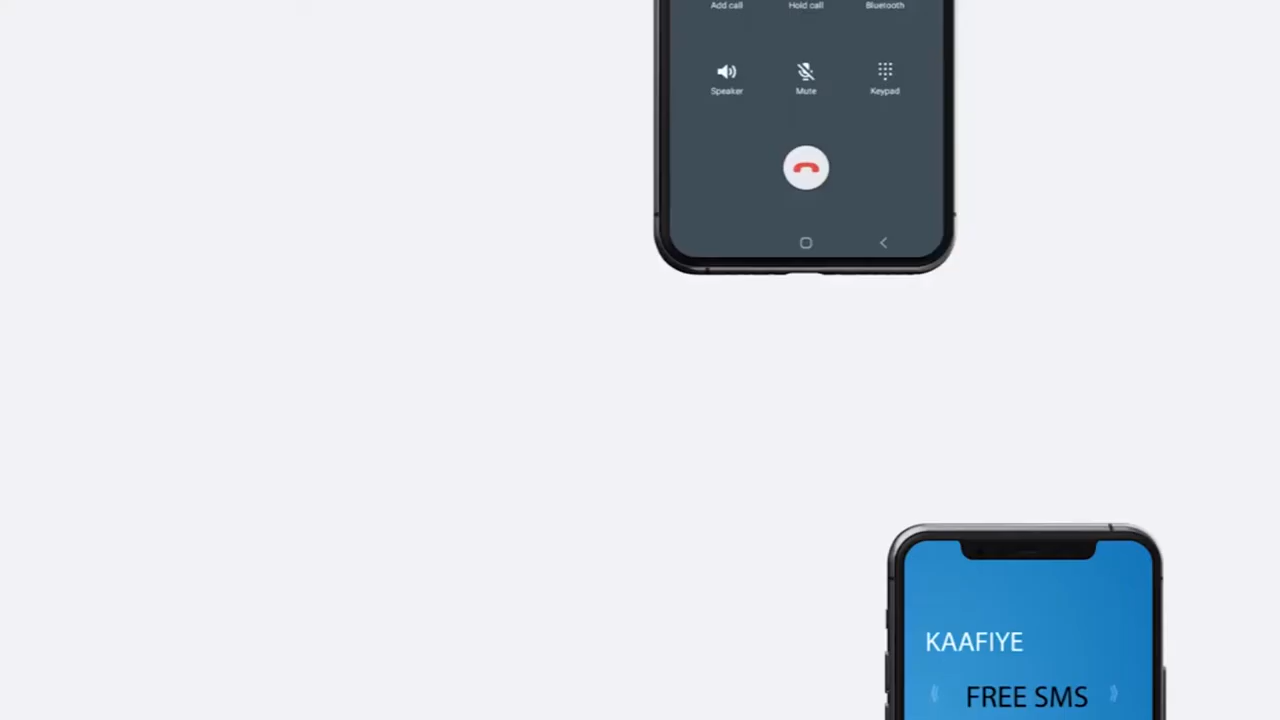 Add call Hold call Bluetooth
Speaker Mute Keypad
KAAFIYE
FREE SMS